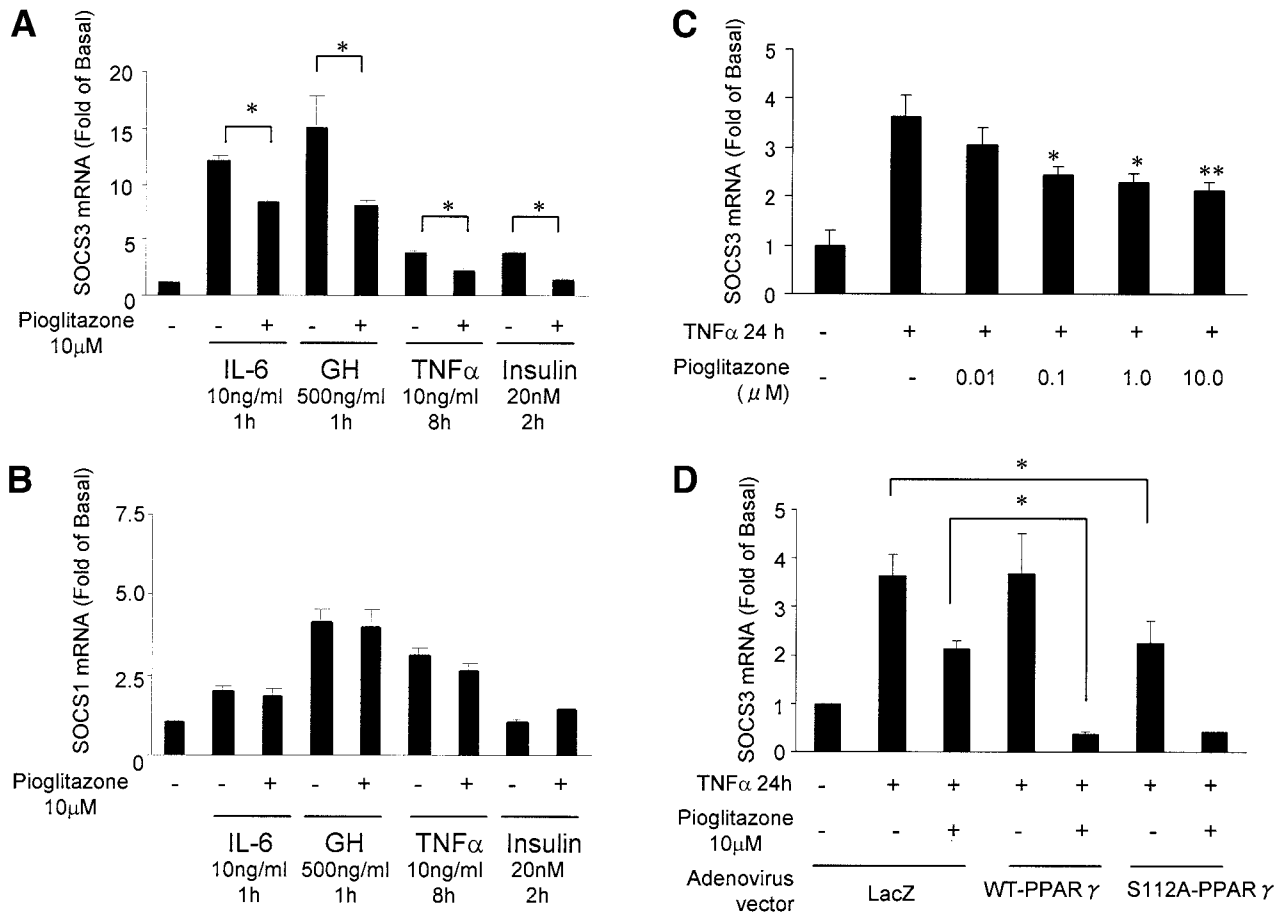 A
SOCS3 mRNA (Fold of Basal)
20
15
10
5
0
*
*
*
*
Pioglitazone
10μM
- - + - + - + - +
IL-6 GH TNFα Insulin
10ng/ml 500ng/ml 10ng/ml 20nM
1h 1h 8h 2h
B
SOCS1 mRNA (Fold of Basal)
7.5
5.0
2.5
0
Pioglitazone
10μM
- - + - + - + - +
IL-6 GH TNFα Insulin
10ng/ml 500ng/ml 10ng/ml 20nM
1h 1h 8h 2h
C
SOCS3 mRNA (Fold of Basal)
5
4
3
2
1
0
* * **
TNFα 24 h - + + + + +
Pioglitazone - - 0.01 0.1 1.0 10.0
(μM)
D
SOCS3 mRNA (Fold of Basal)
5
4
3
2
1
0
*
*
TNFα 24h - + + + + + +
Pioglitazone
10μM - - + - + - +
Adenovirus
vector
LacZ WT-PPARγ S112A-PPARγ